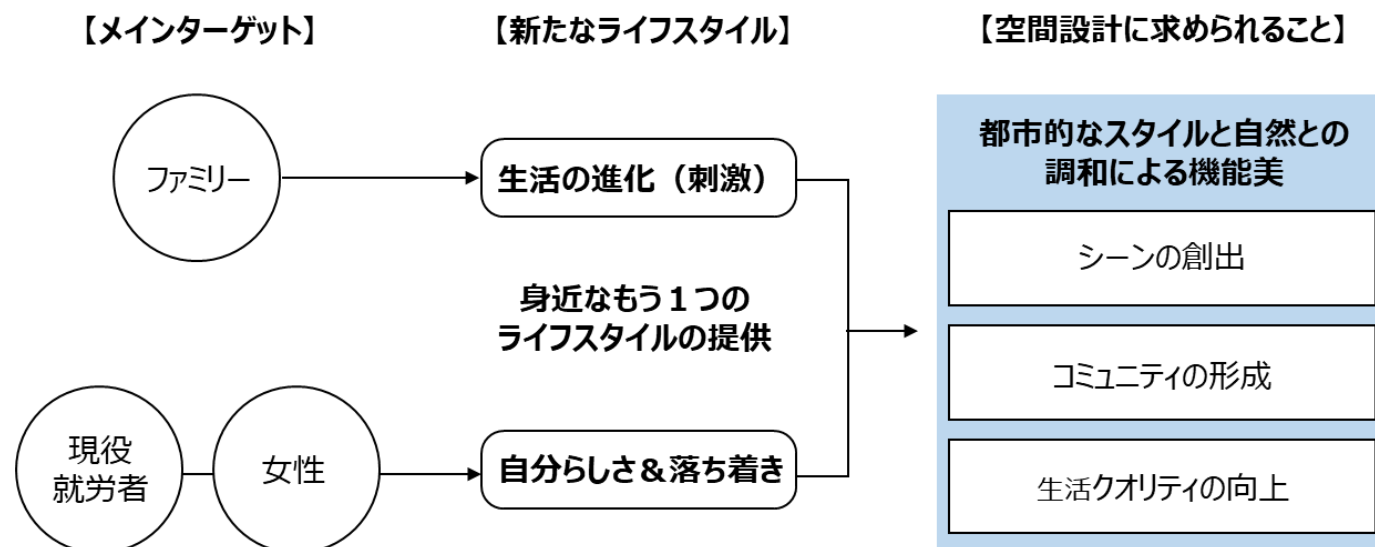 【メインターゲット】
【新たなライフスタイル】
【空間設計に求められること】
ファミリー
生活の進化（刺激）
身近なもう１つの
ライフスタイルの提供
現役
就労者
女性
自分らしさ＆落ち着き
都市的なスタイルと自然との
調和による機能美
シーンの創出
コミュニティの形成
生活クオリティの向上